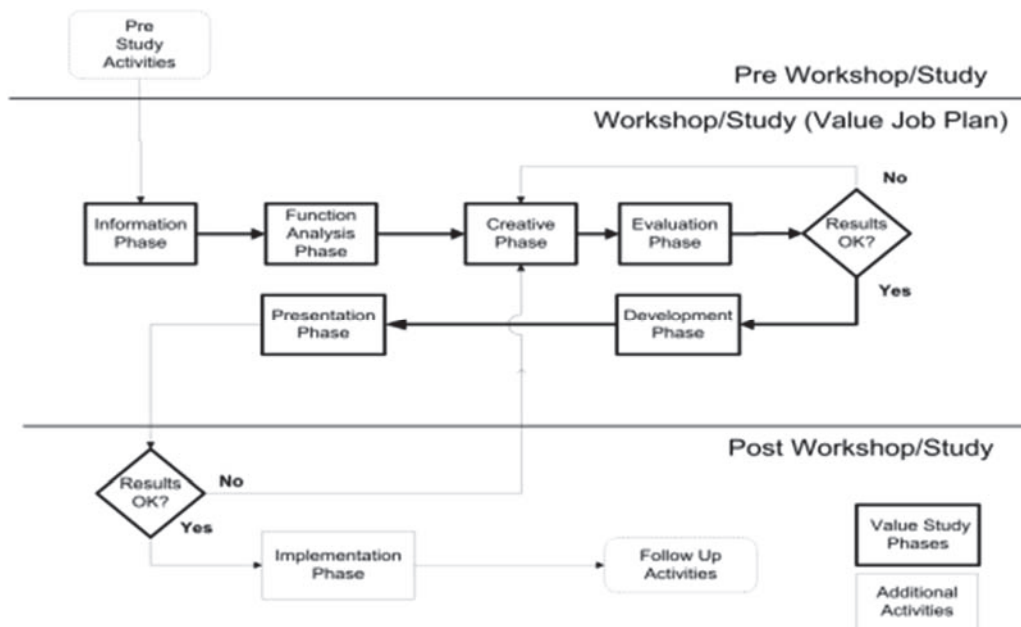 Pre
Study
Activities
Pre Workshop/Study
Workshop/Study (Value Job Plan)
No
Information
Phase
Function
Analysis
Phase
Creative
Phase
Evaluation
Phase
Results
OK?
Yes
Presentation
Phase
Development
Phase
Post Workshop/Study
Results
OK?
No
Yes
Implementation
Phase
Follow Up
Activities
Value Study
Phases
Additional
Activities